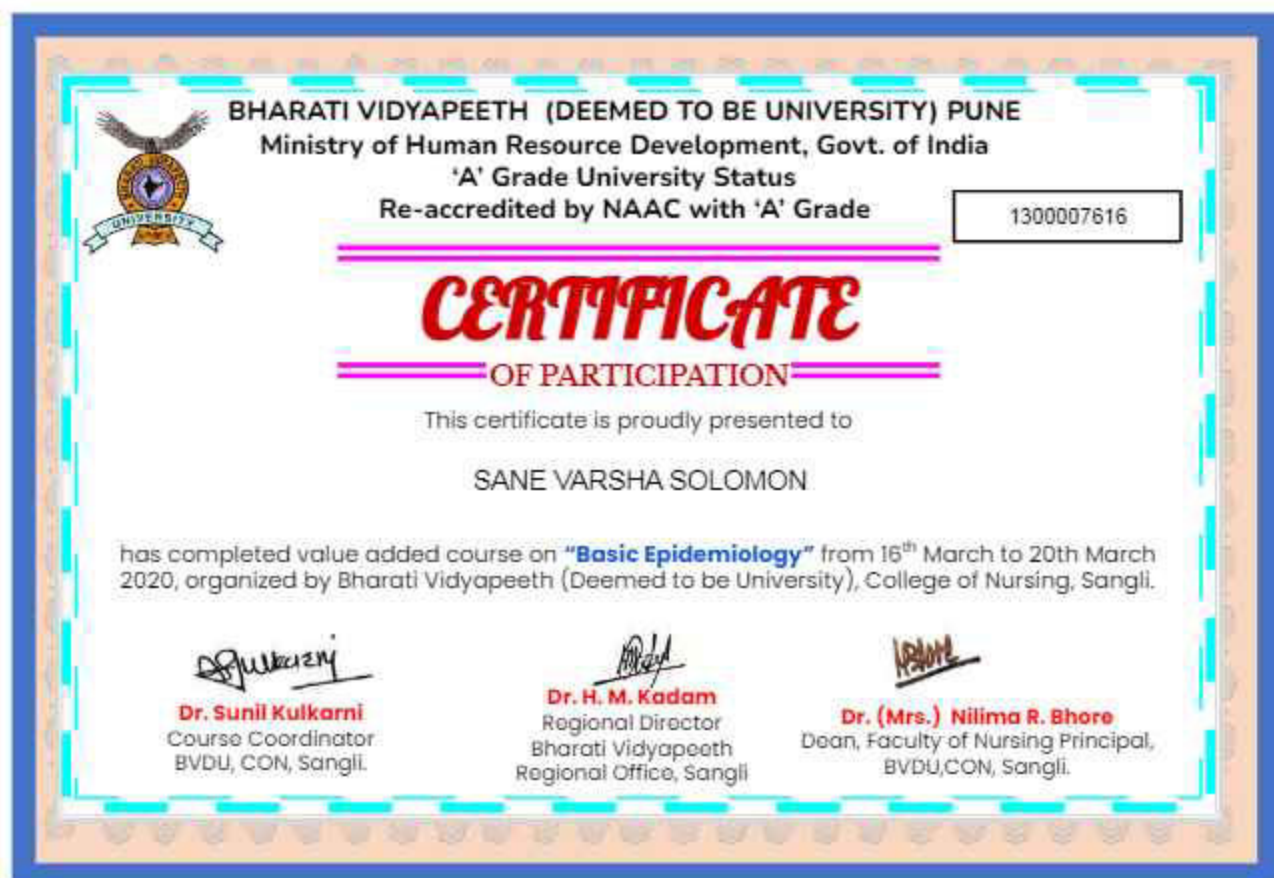 BHARATI VIDYAPEETH (DEEMED TO BE UNIVERSITY) PUNE
Ministry of Human Resource Development, Govt. of India
‘A’ Grade University Status
Re-accredited by NAAC with ‘A’ Grade
1300007616
BHARATI VIDYAPEETH
UNIVERSITY
CERTIFICATE
OF PARTICIPATION
This certificate is proudly presented to
SANE VARSHA SOLOMON
has completed value added course on “Basic Epidemiology” from 16th March to 20th March
2020, organized by Bharati Vidyapeeth (Deemed to be University), College of Nursing, Sangli.
Dr. Sunil Kulkarni
Course Coordinator
BVDU, CON, Sangli.
Dr. H. M. Kadam
Regional Director
Bharati Vidyapeeth
Regional Office, Sangli
Dr. (Mrs.) Nilima R. Bhore
Dean, Faculty of Nursing Principal,
BVDU,CON, Sangli.